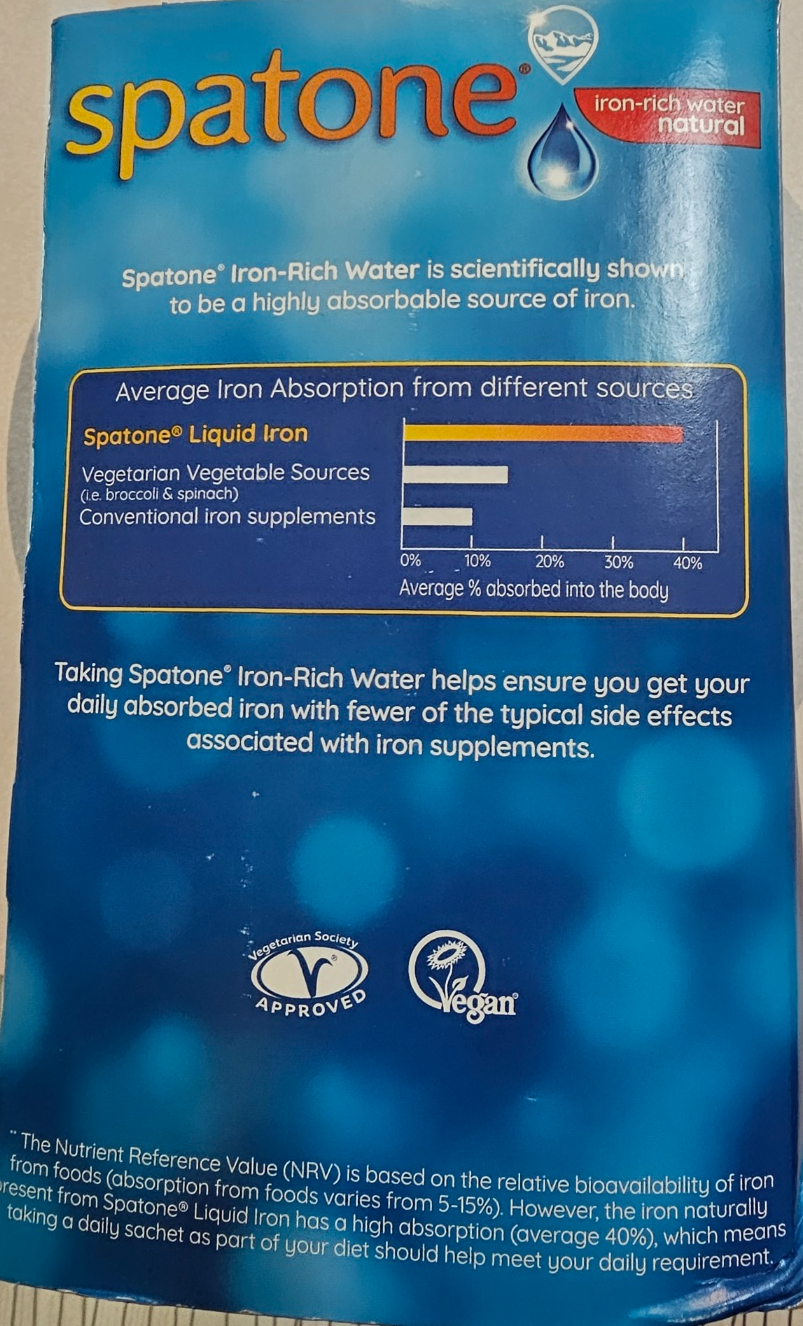 spatone®
iron-rich water
natural
Spatone® Iron-Rich Water is scientifically shown
to be a highly absorbable source of iron.
Average Iron Absorption from different sources
Spatone® Liquid Iron
Vegetarian Vegetable Sources
(i.e. broccoli & spinach)
Conventional iron supplements
0% 10% 20% 30% 40%
Average % absorbed into the body
Taking Spatone® Iron-Rich Water helps ensure you get your
daily absorbed iron with fewer of the typical side effects
associated with iron supplements.
Vegetarian Society
V®
APPROVED
Vegan
¨ The Nutrient Reference Value (NRV) is based on the relative bioavailability of iron
from foods (absorption from foods varies from 5-15%). However, the iron naturally
present from Spatone® Liquid Iron has a high absorption (average 40%), which means
taking a daily sachet as part of your diet should help meet your daily requirement.